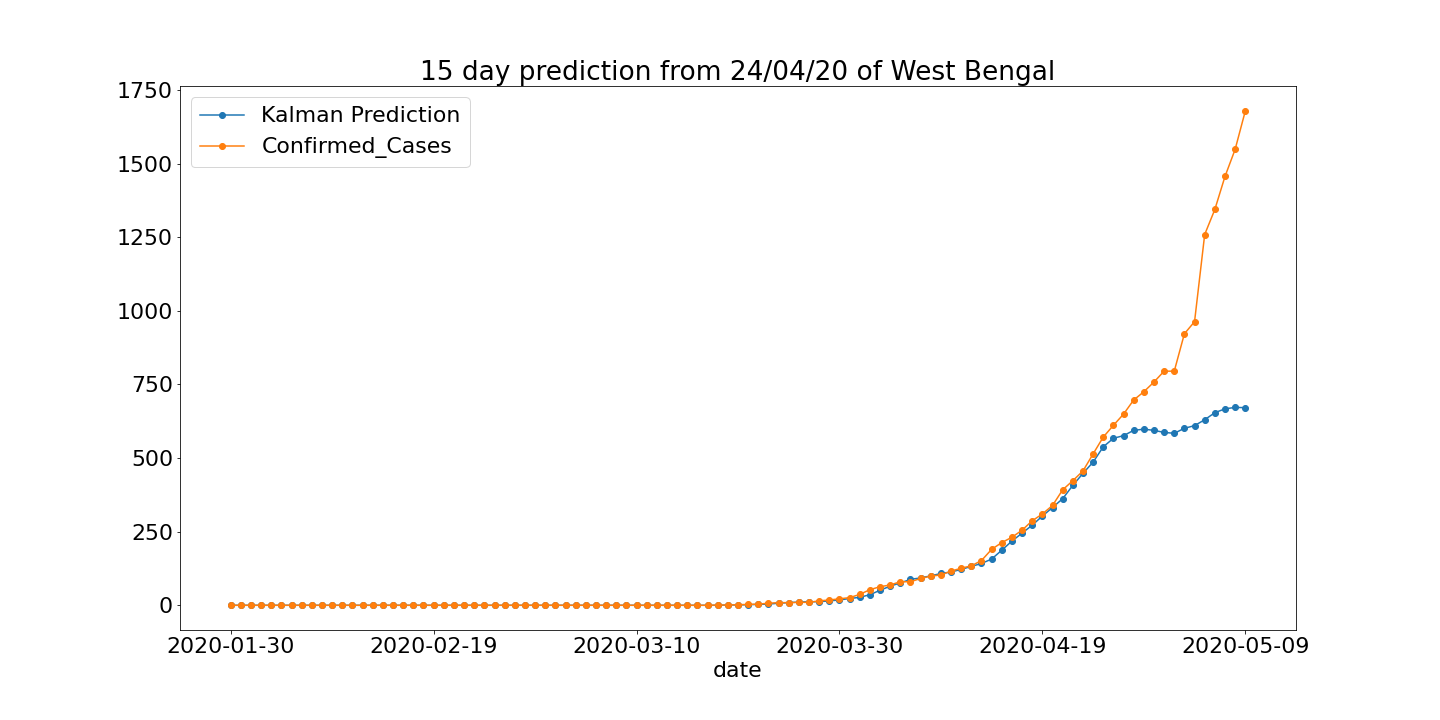 15 day prediction from 24/04/20 of West Bengal
Kalman Prediction
Confirmed_Cases
1750
1500
1250
1000
750
500
250
0
2020-01-30 2020-02-19 2020-03-10 2020-03-30 2020-04-19 2020-05-09
date